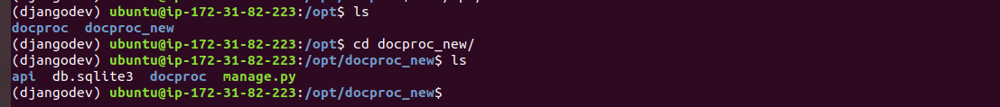 (djangodev) ubuntu@ip-172-31-82-223:/opt$ ls
docproc  docproc_new
(djangodev) ubuntu@ip-172-31-82-223:/opt$ cd docproc_new/
(djangodev) ubuntu@ip-172-31-82-223:/opt/docproc_new$ ls
api  db.sqlite3  docproc  manage.py
(djangodev) ubuntu@ip-172-31-82-223:/opt/docproc_new$